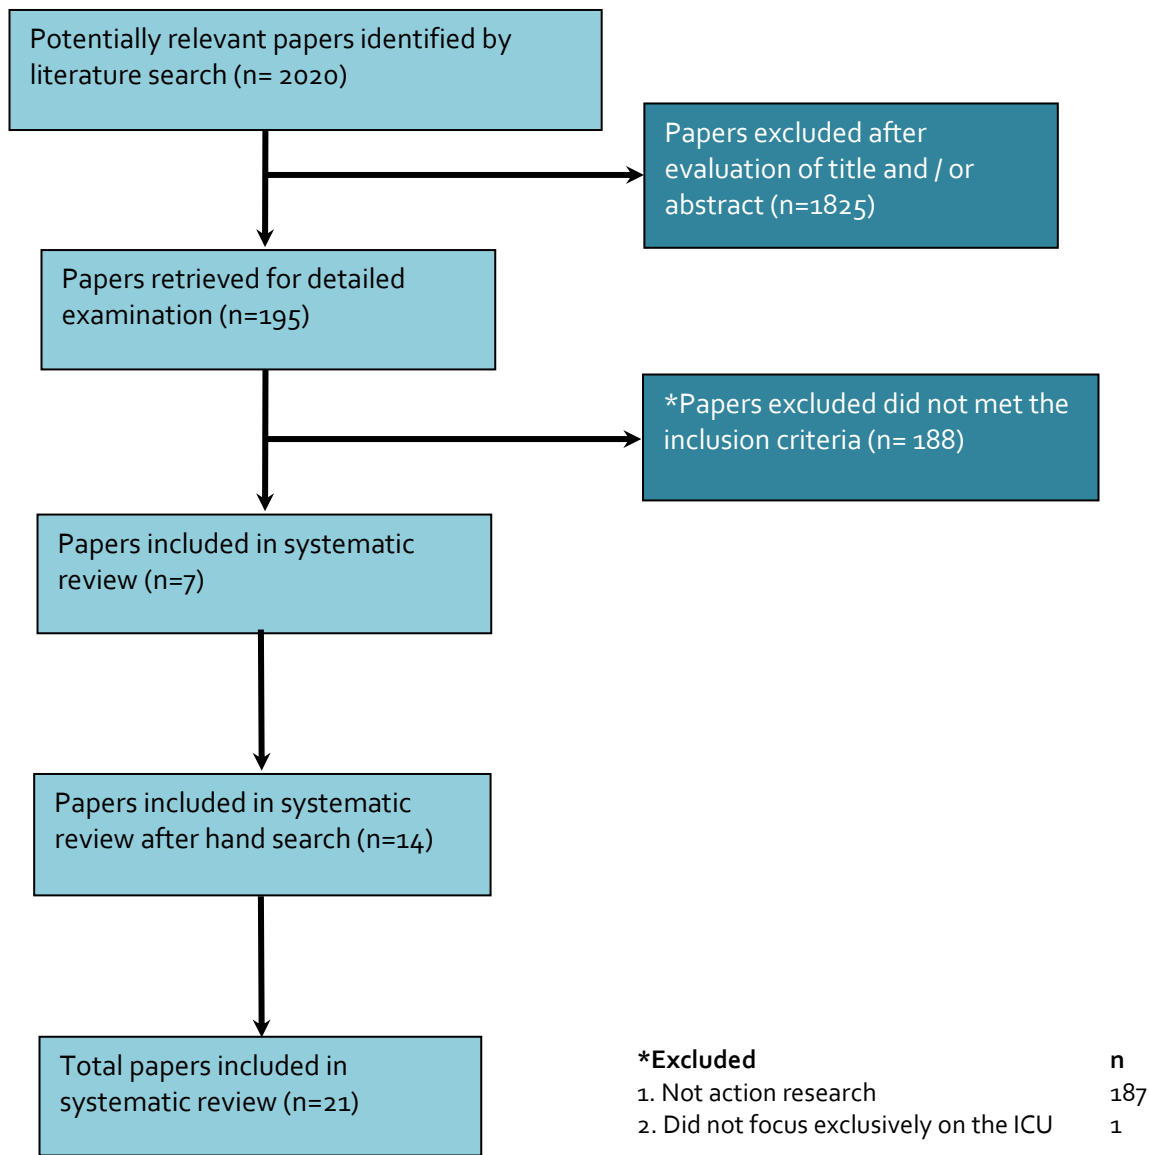 Potentially relevant papers identified by
literature search (n= 2020)
Papers excluded after
evaluation of title and / or
abstract (n=1825)
Papers retrieved for detailed
examination (n=195)
*Papers excluded did not met the
inclusion criteria (n= 188)
Papers included in systematic
review (n=7)
Papers included in systematic
review after hand search (n=14)
Total papers included in
systematic review (n=21)
*Excluded n
1. Not action research 187
2. Did not focus exclusively on the ICU 1